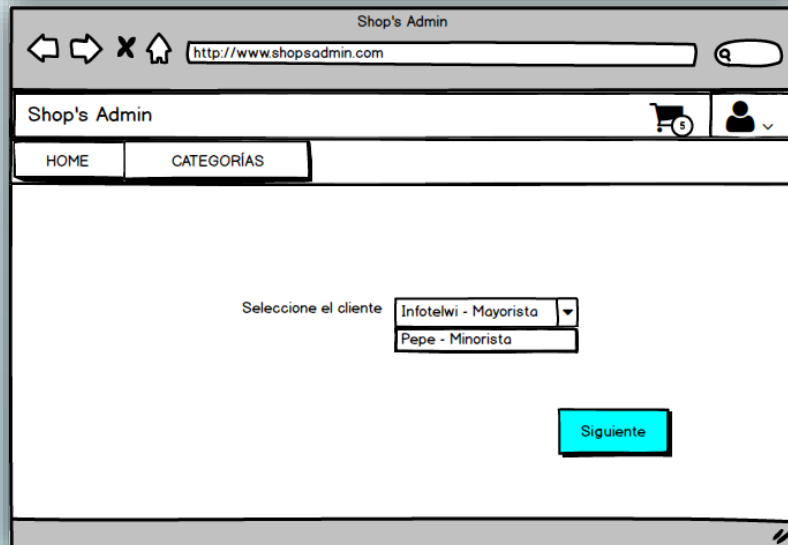 Shop's Admin
http://www.shopsadmin.com
Shop's Admin
5
HOME
CATEGORÍAS
Seleccione el cliente
Infotelwi - Mayorista
Pepe - Minorista
Siguiente